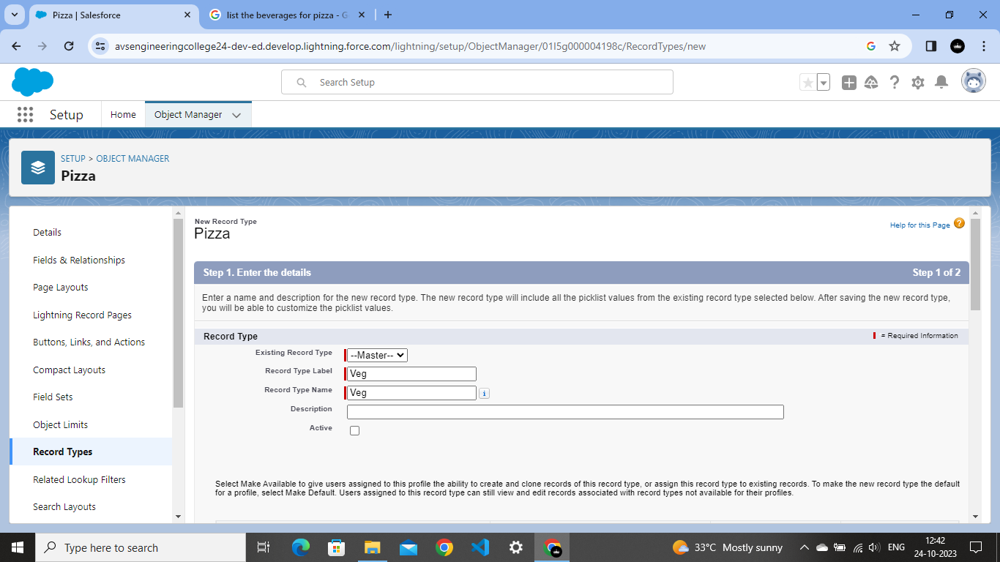 Pizza | Salesforce
list the beverages for pizza - G
avsengineeringcollege24-dev-ed.develop.lightning.force.com/lightning/setup/ObjectManager/01I5g000004198c/RecordTypes/new
Search Setup
Setup
Home
Object Manager
SETUP > OBJECT MANAGER
Pizza
Details
Fields & Relationships
Page Layouts
Lightning Record Pages
Buttons, Links, and Actions
Compact Layouts
Field Sets
Object Limits
Record Types
Related Lookup Filters
Search Layouts
New Record Type
Pizza
Help for this Page
Step 1. Enter the details
Step 1 of 2
Enter a name and description for the new record type. The new record type will include all the picklist values from the existing record type selected below. After saving the new record type,
you will be able to customize the picklist values.
Record Type
= Required Information
Existing Record Type
--Master--
Record Type Label
Veg
Record Type Name
Veg
i
Description
Active
Select Make Available to give users assigned to this profile the ability to create and clone records of this record type, or assign this record type to existing records. To make the new record type the default
for a profile, select Make Default. Users assigned to this record type can still view and edit records associated with record types not available for their profiles.
Type here to search
33°C Mostly sunny
ENG
12:42
24-10-2023